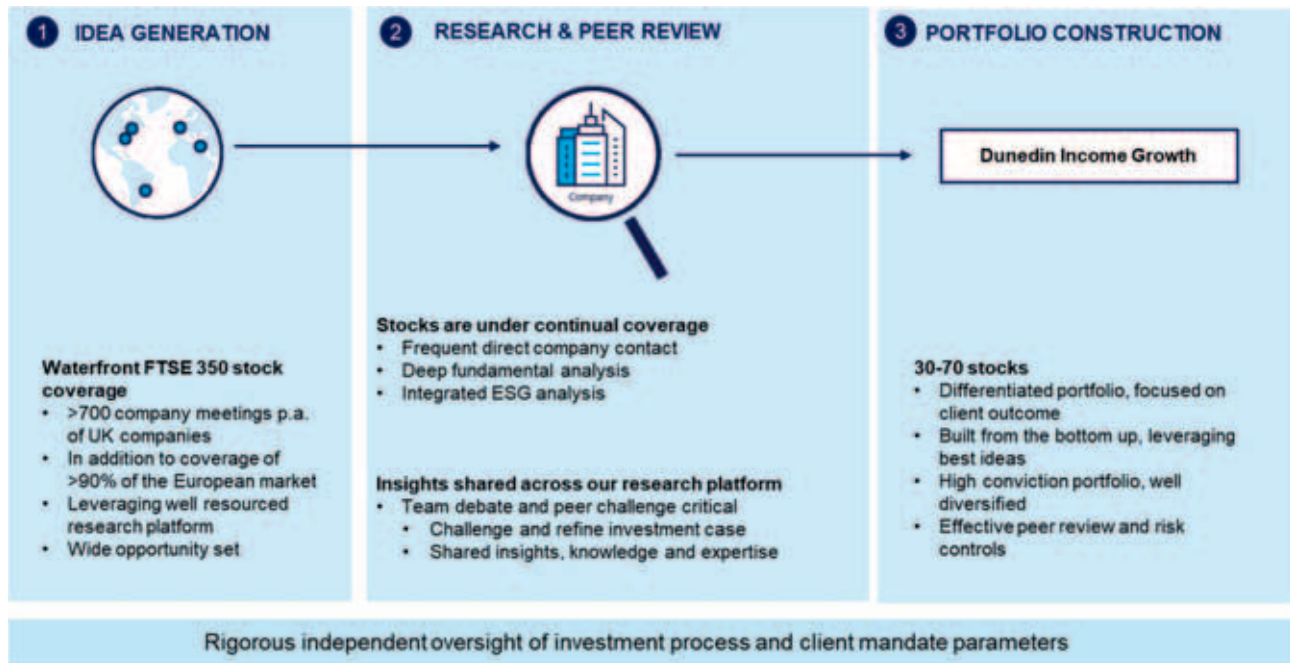 1 IDEA GENERATION
Waterfront FTSE 350 stock
coverage
• >700 company meetings p.a.
of UK companies
• In addition to coverage of
>90% of the European market
• Leveraging well resourced
research platform
• Wide opportunity set
2 RESEARCH & PEER REVIEW
Company
Stocks are under continual coverage
• Frequent direct company contact
• Deep fundamental analysis
• Integrated ESG analysis
Insights shared across our research platform
• Team debate and peer challenge critical
• Challenge and refine investment case
• Shared insights, knowledge and expertise
3 PORTFOLIO CONSTRUCTION
Dunedin Income Growth
30-70 stocks
• Differentiated portfolio, focused on
client outcome
• Built from the bottom up, leveraging
best ideas
• High conviction portfolio, well
diversified
• Effective peer review and risk
controls
Rigorous independent oversight of investment process and client mandate parameters